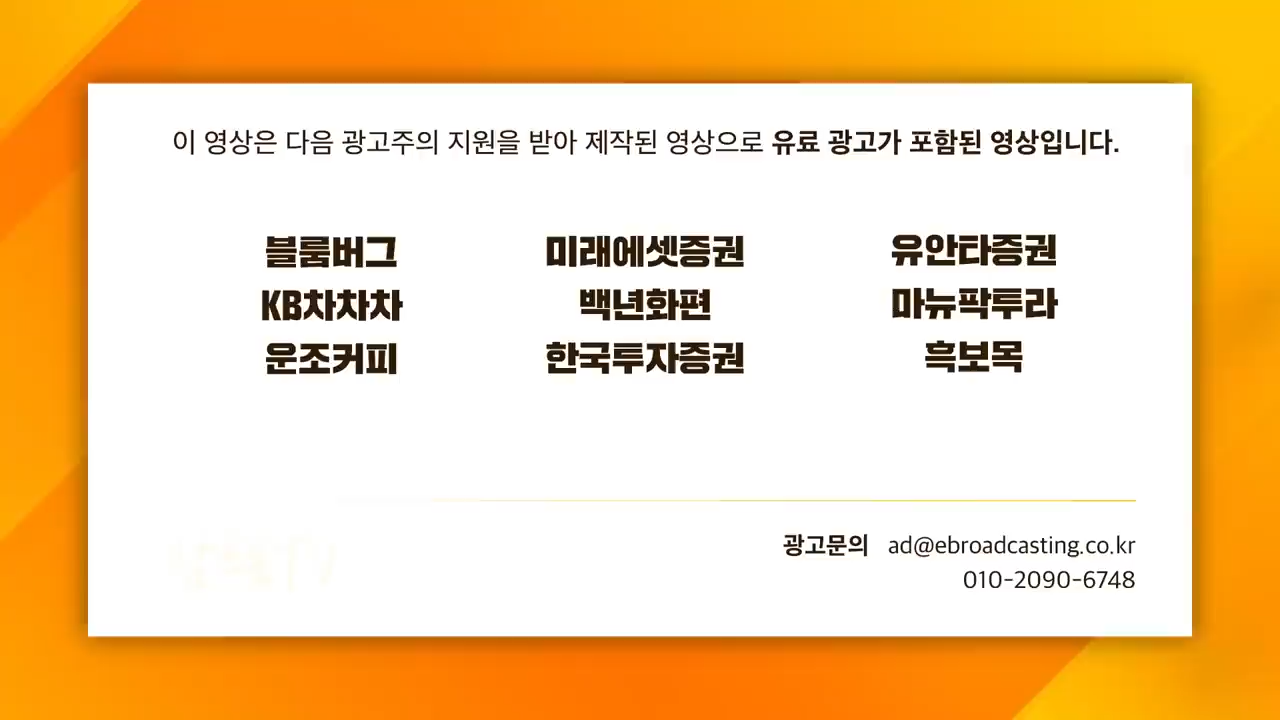 이 영상은 다음 광고주의 지원을 받아 제작된 영상으로 유료 광고가 포함된 영상입니다.
블룸버그 미래에셋증권 유안타증권
KB차차차 백년화편 마뉴팍투라
운조커피 한국투자증권 흑보목
광고문의 ad@ebroadcasting.co.kr
010-2090-6748